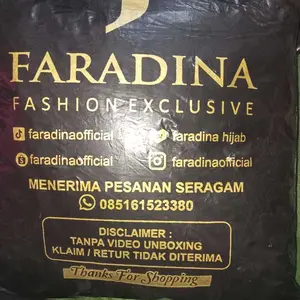 FARADINA
FASHION EXCLUSIVE
faradinaofficial faradina hijab
faradinaofficial faradinaofficial
MENERIMA PESANAN SERAGAM
085161523380
DISCLAIMER :
TANPA VIDEO UNBOXING
KLAIM / RETUR TIDAK DITERIMA
Thanks For Shopping